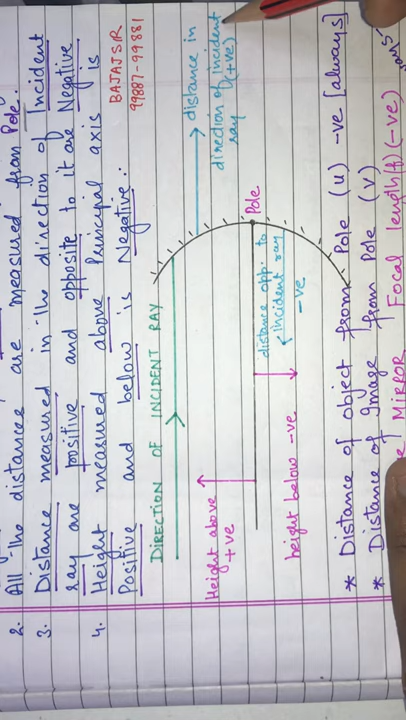 2. All the distances are measured from Pole.
3. Distance measured in the direction of Incident
ray are positive and opposite to it are Negative
4. Height measured above Principal axis is
Positive and below is Negative.
BAJAJ SIR
99887-99881
DIRECTION OF INCIDENT RAY
distance in
direction of incident
ray (+ve)
Height above
+ve
Pole
distance opp. to
incident ray
-ve
height below -ve
* Distance of object from Pole (u) -ve [always]
* Distance of Image from Pole (v)
MIRROR Focal length (f) (-ve)